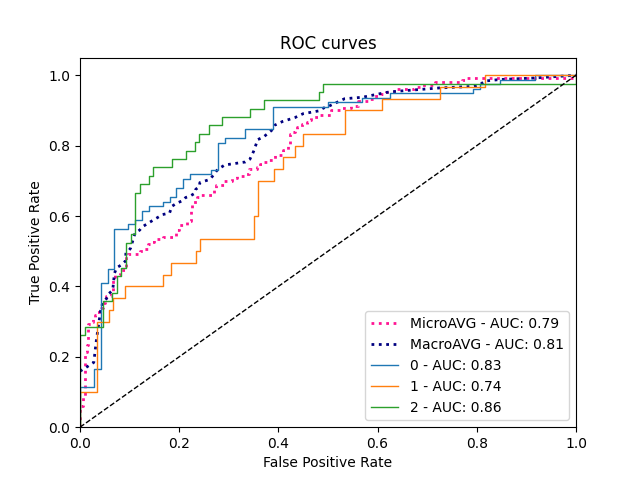 ROC curves
True Positive Rate
1.0
0.8
0.6
0.4
0.2
0.0
MicroAVG - AUC: 0.79
MacroAVG - AUC: 0.81
0 - AUC: 0.83
1 - AUC: 0.74
2 - AUC: 0.86
0.0 0.2 0.4 0.6 0.8 1.0
False Positive Rate